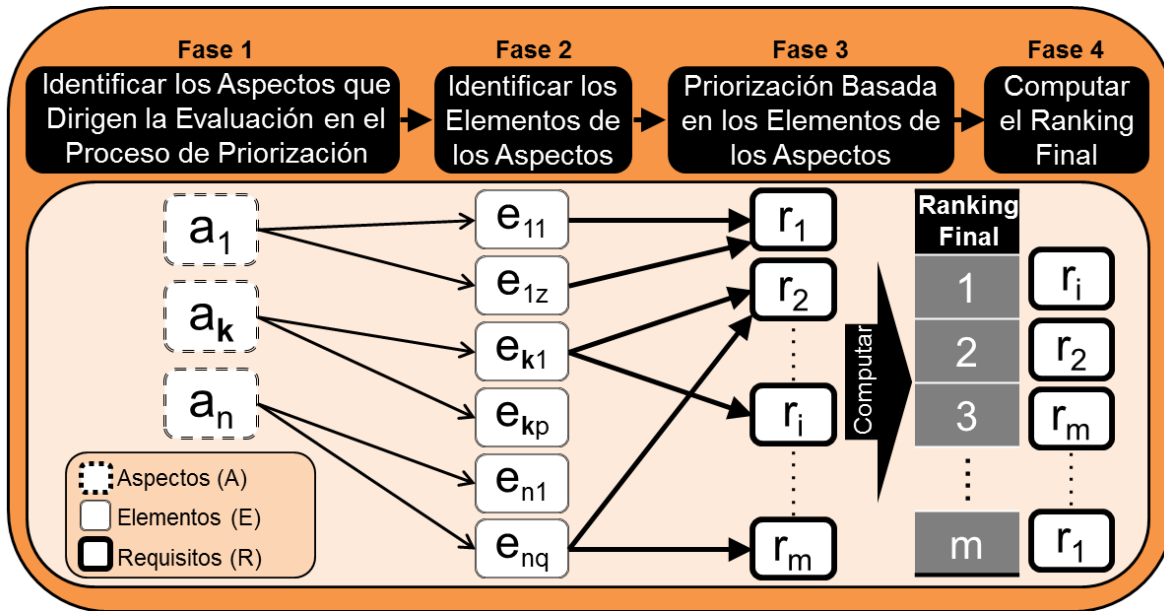 Fase 1
Identificar los Aspectos que
Dirigen la Evaluación en el
Proceso de Priorización
Fase 2
Identificar los
Elementos de
los Aspectos
Fase 3
Priorización Basada
en los Elementos de
los Aspectos
Fase 4
Computar
el Ranking
Final
a1
ak
an
e11
e1z
ek1
ekp
en1
enq
r1
r2
ri
rm
Computar
Ranking
Final
1
ri
2
r2
3
rm
m
r1
Aspectos (A)
Elementos (E)
Requisitos (R)